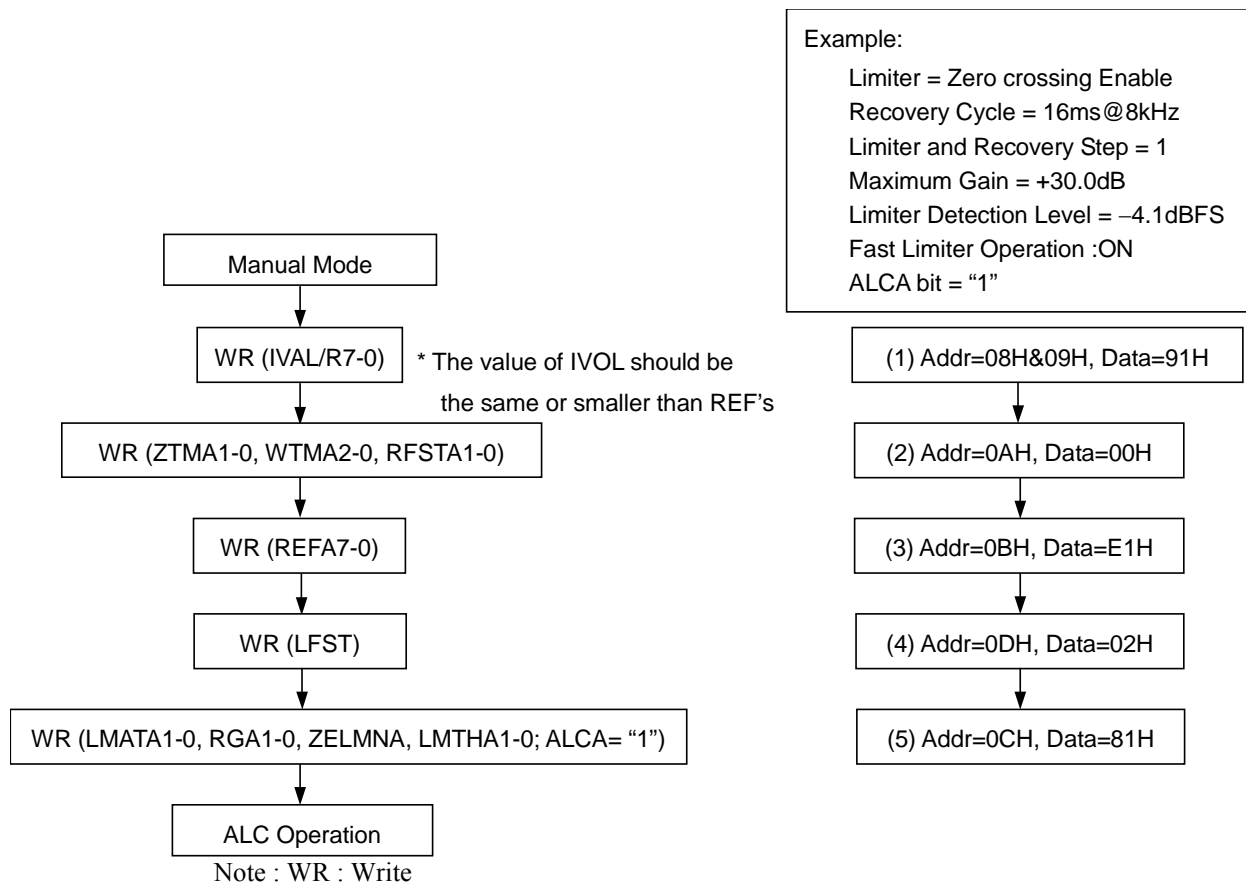 Example:
Limiter = Zero crossing Enable
Recovery Cycle = 16ms@8kHz
Limiter and Recovery Step = 1
Maximum Gain = +30.0dB
Limiter Detection Level = −4.1dBFS
Fast Limiter Operation :ON
ALCA bit = “1”
Manual Mode
WR (IVAL/R7-0)
* The value of IVOL should be
the same or smaller than REF’s
WR (ZTMA1-0, WTMA2-0, RFSTA1-0)
WR (REFA7-0)
WR (LFST)
WR (LMATA1-0, RGA1-0, ZELMNA, LMTHA1-0; ALCA= “1”)
ALC Operation
Note : WR : Write
(1) Addr=08H&09H, Data=91H
(2) Addr=0AH, Data=00H
(3) Addr=0BH, Data=E1H
(4) Addr=0DH, Data=02H
(5) Addr=0CH, Data=81H